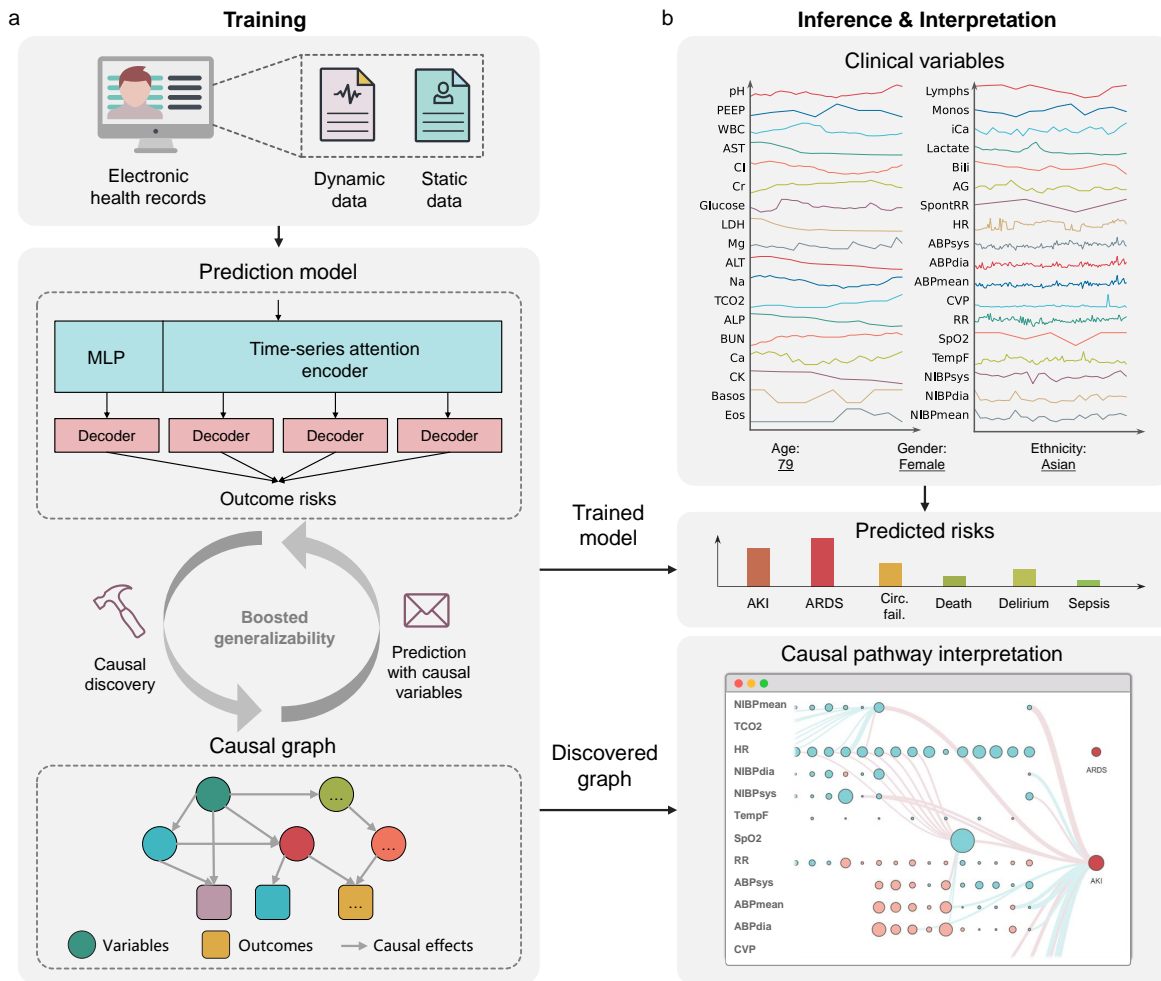 a
Training
Electronic
health records
Dynamic
data
Static
data
Prediction model
MLP
Time-series attention
encoder
Decoder
Decoder
Decoder
Decoder
Outcome risks
Boosted
generalizability
Causal
discovery
Prediction
with causal
variables
Causal graph
...
...
...
Variables
Outcomes
Causal effects
Trained
model
Discovered
graph
b
Inference & Interpretation
Clinical variables
pH
PEEP
WBC
AST
Cl
Cr
Glucose
LDH
Mg
ALT
Na
TCO2
ALP
BUN
Ca
CK
Basos
Eos
Lymphs
Monos
iCa
Lactate
Bili
AG
SpontRR
HR
ABPsys
ABPdia
ABPmean
CVP
RR
SpO2
TempF
NIBPsys
NIBPdia
NIBPmean
Age:
79
Gender:
Female
Ethnicity:
Asian
Predicted risks
AKI
ARDS
Circ.
fail.
Death
Delirium
Sepsis
Causal pathway interpretation
NIBPmean
TCO2
HR
NIBPdia
NIBPsys
TempF
SpO2
RR
ABPsys
ABPmean
ABPdia
CVP
ARDS
AKI